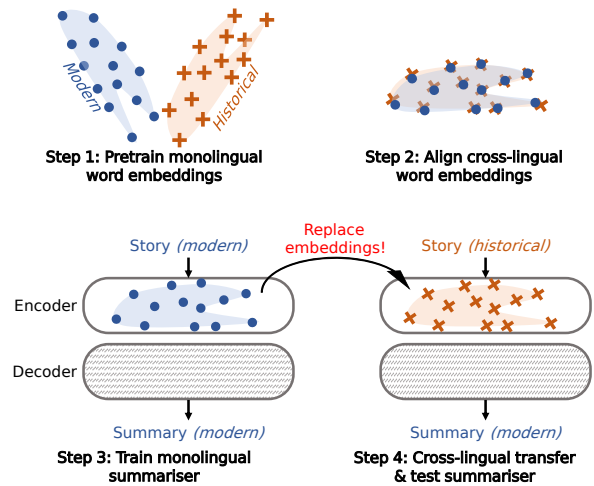 Modern
Historical
Step 1: Pretrain monolingual
word embeddings
Step 2: Align cross-lingual
word embeddings
Replace
embeddings!
Story (modern)
Story (historical)
Encoder
Decoder
Summary (modern)
Summary (modern)
Step 3: Train monolingual
summariser
Step 4: Cross-lingual transfer
& test summariser